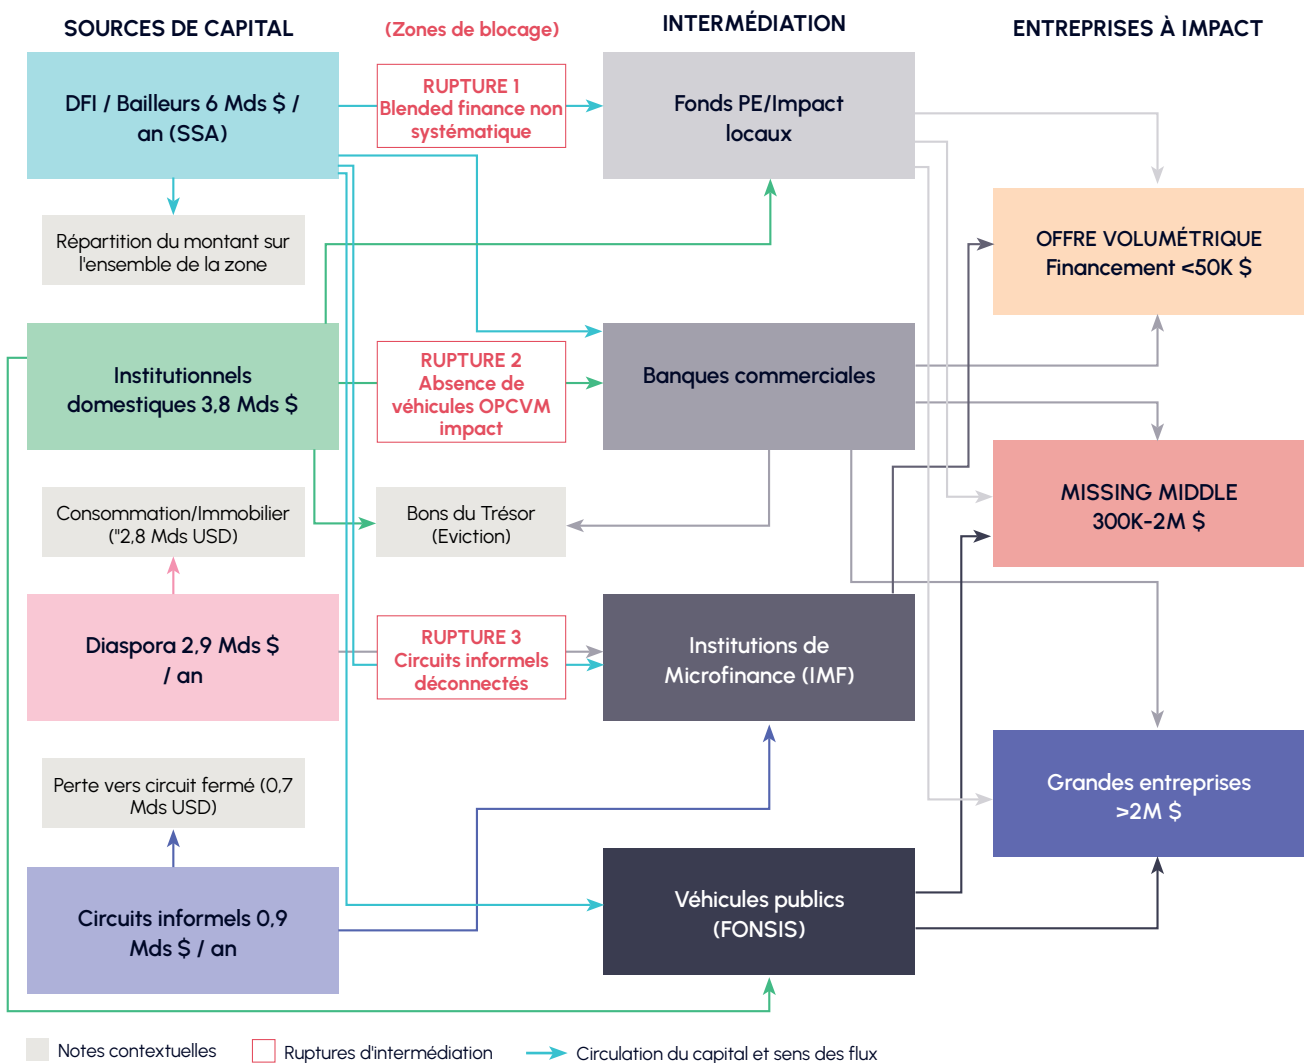 SOURCES DE CAPITAL
(Zones de blocage)
INTERMÉDIATION
ENTREPRISES À IMPACT
DFI / Bailleurs 6 Mds $ /
an (SSA)
RUPTURE 1
Blended finance non
systématique
Fonds PE/Impact
locaux
Répartition du montant sur
l'ensemble de la zone
OFFRE VOLUMÉTRIQUE
Financement <50K $
Institutionnels
domestiques 3,8 Mds $
RUPTURE 2
Absence de
véhicules OPCVM
impact
Banques commerciales
Consommation/Immobilier
("2,8 Mds USD)
Bons du Trésor
(Eviction)
MISSING MIDDLE
300K-2M $
Diaspora 2,9 Mds $
/ an
RUPTURE 3
Circuits informels
déconnectés
Institutions de
Microfinance (IMF)
Perte vers circuit fermé (0,7
Mds USD)
Grandes entreprises
>2M $
Circuits informels 0,9
Mds $ / an
Véhicules publics
(FONSIS)
Notes contextuelles
Ruptures d'intermédiation
Circulation du capital et sens des flux